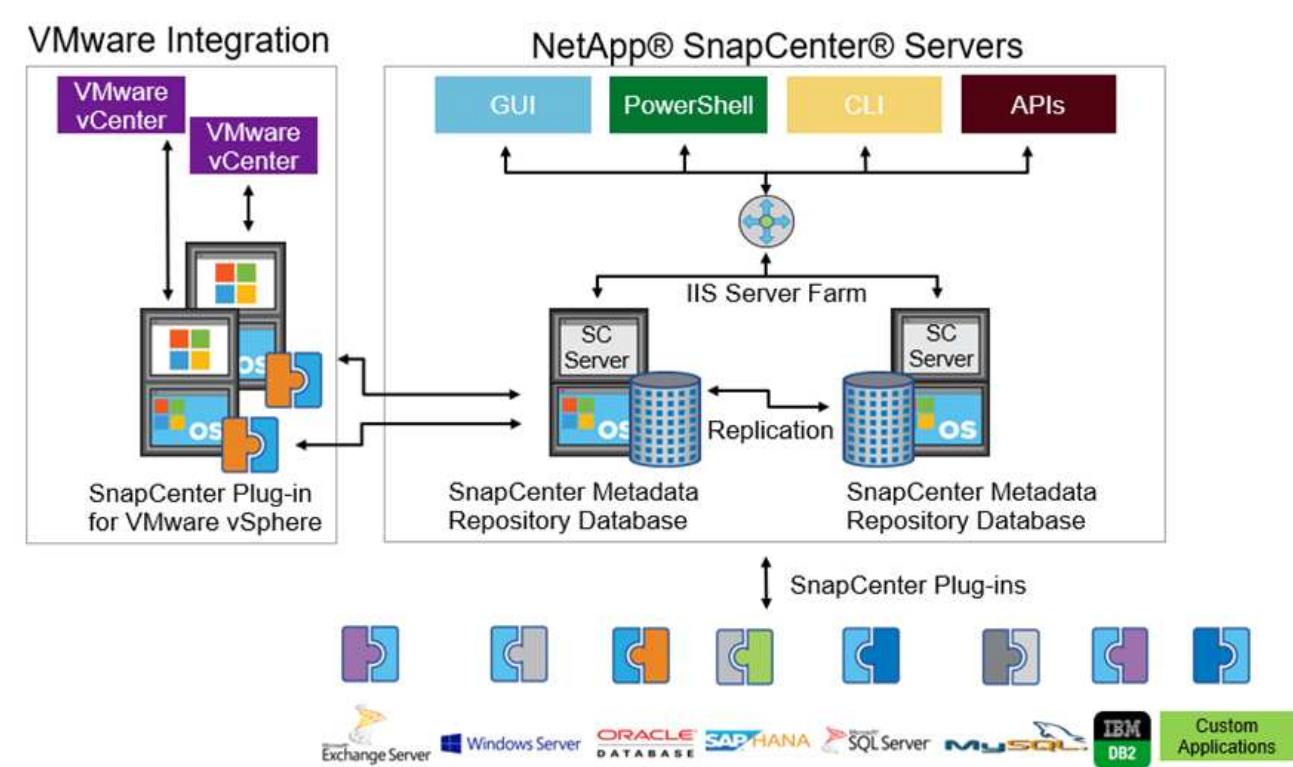 VMware Integration
NetApp® SnapCenter® Servers
VMware
vCenter
VMware
vCenter
GUI
PowerShell
CLI
APIs
IIS Server Farm
SC
Server
SC
Server
OS
OS
OS
OS
Replication
SnapCenter Plug-in
for VMware vSphere
SnapCenter Metadata
Repository Database
SnapCenter Metadata
Repository Database
SnapCenter Plug-ins
Exchange Server
Windows Server
ORACLE
DATABASE
SAP HANA
SQL Server
MySQL
IBM
DB2
Custom
Applications